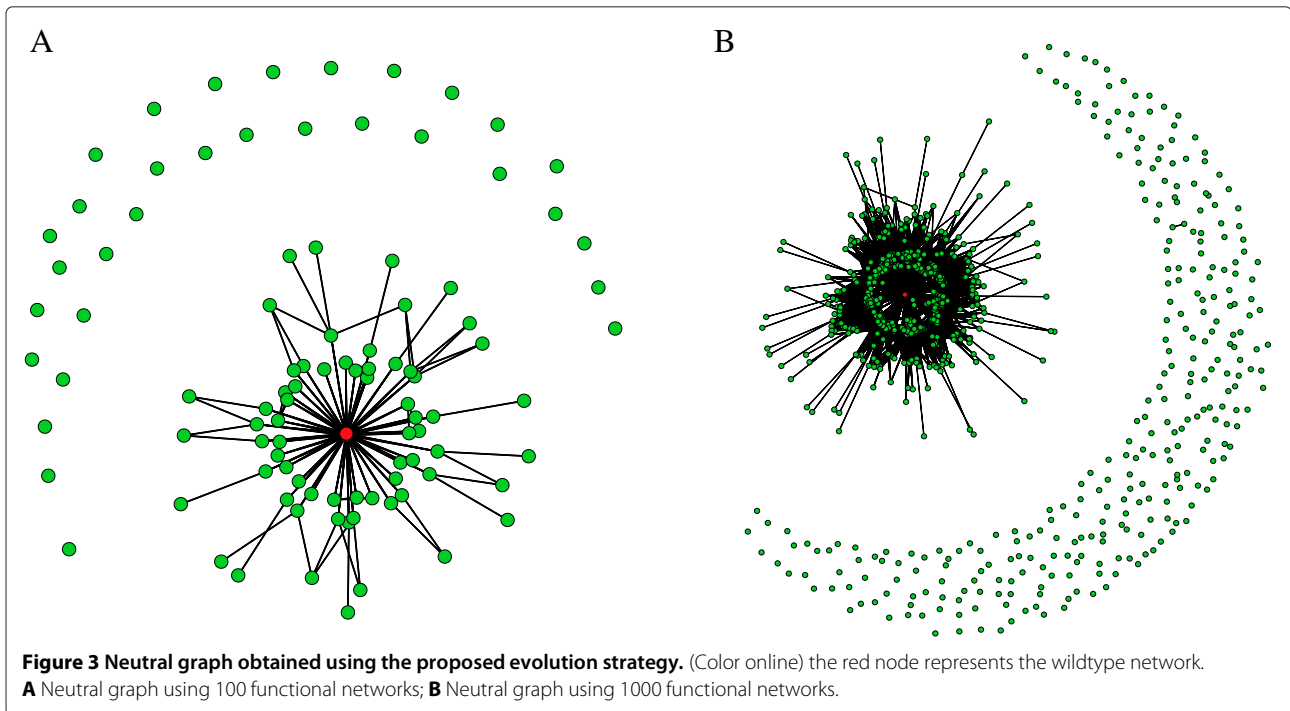 A
B
Figure 3 Neutral graph obtained using the proposed evolution strategy. (Color online) the red node represents the wildtype network.
A Neutral graph using 100 functional networks; B Neutral graph using 1000 functional networks.